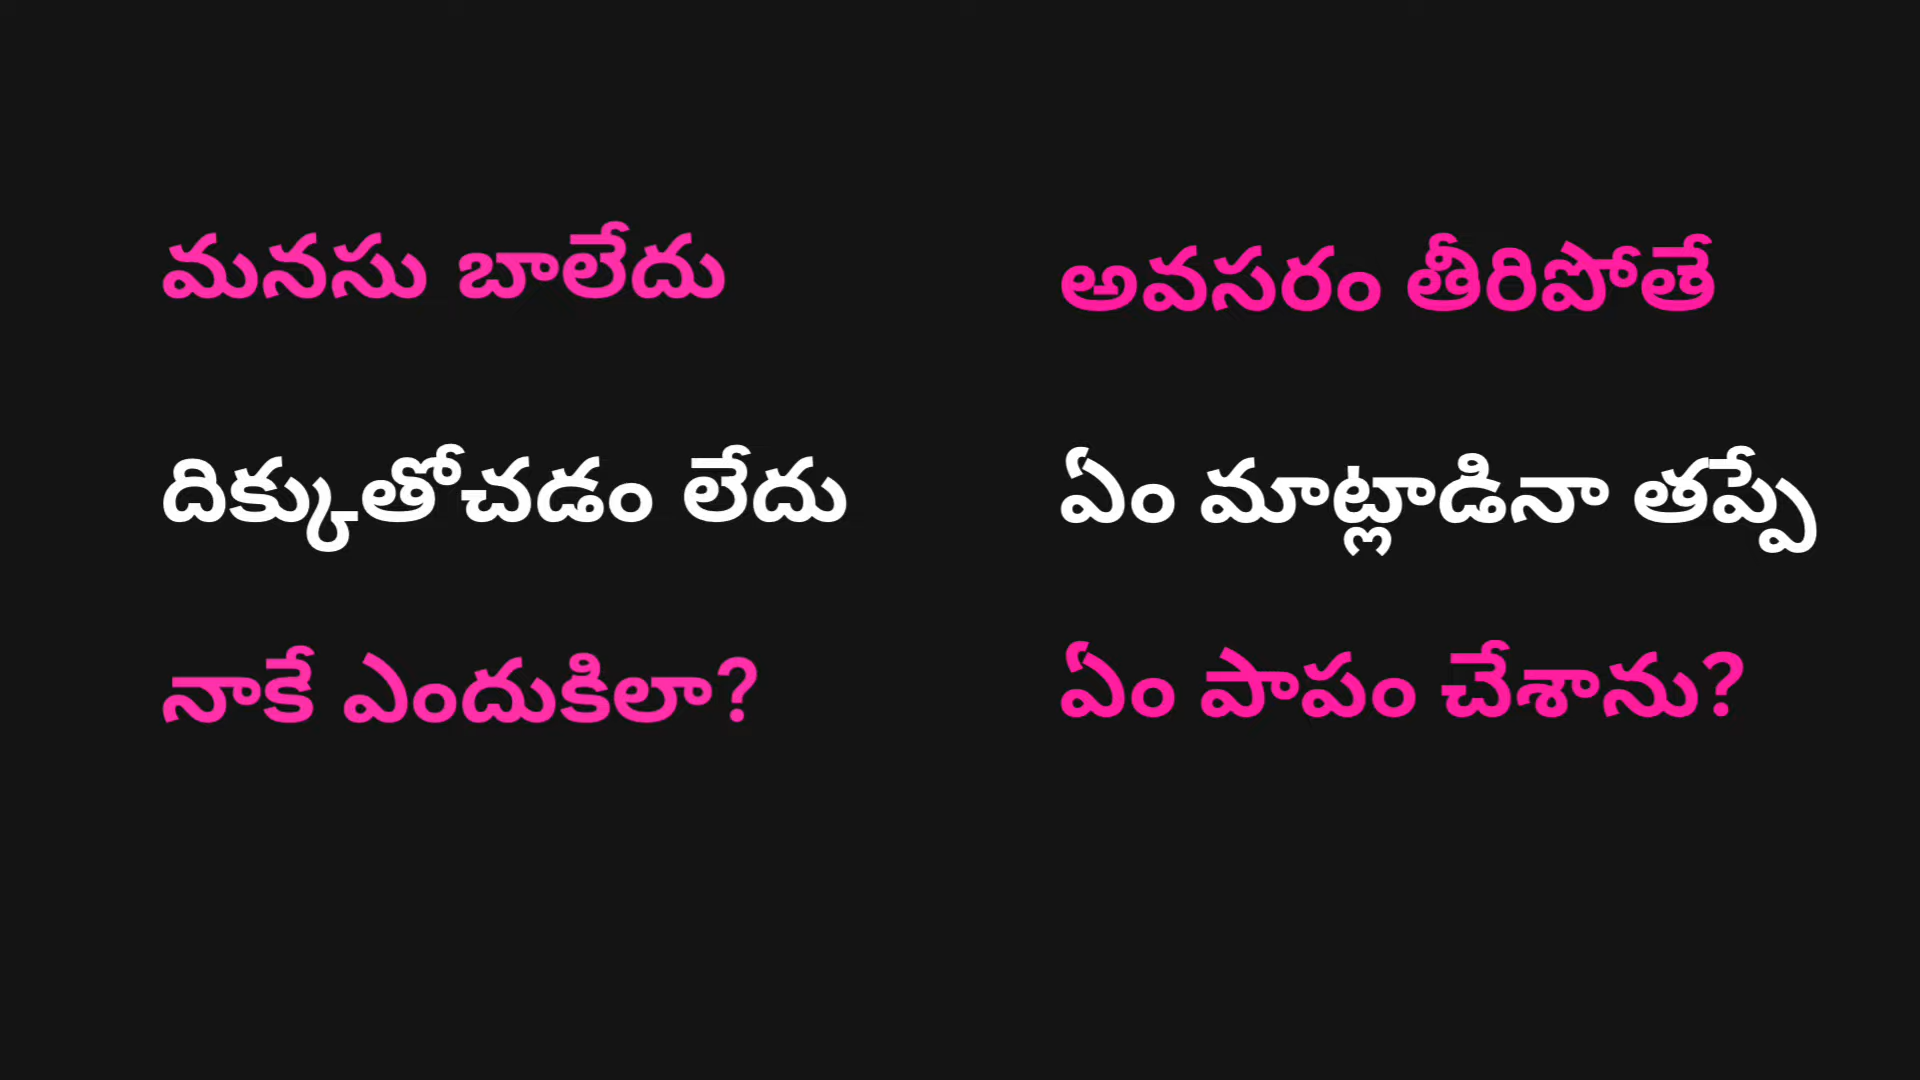 మనసు బాలేదు
దిక్కుతోచడం లేదు
నాకే ఎందుకిలా?
అవసరం తీరిపోతే
ఏం మాట్లాడినా తప్పే
ఏం పాపం చేశాను?